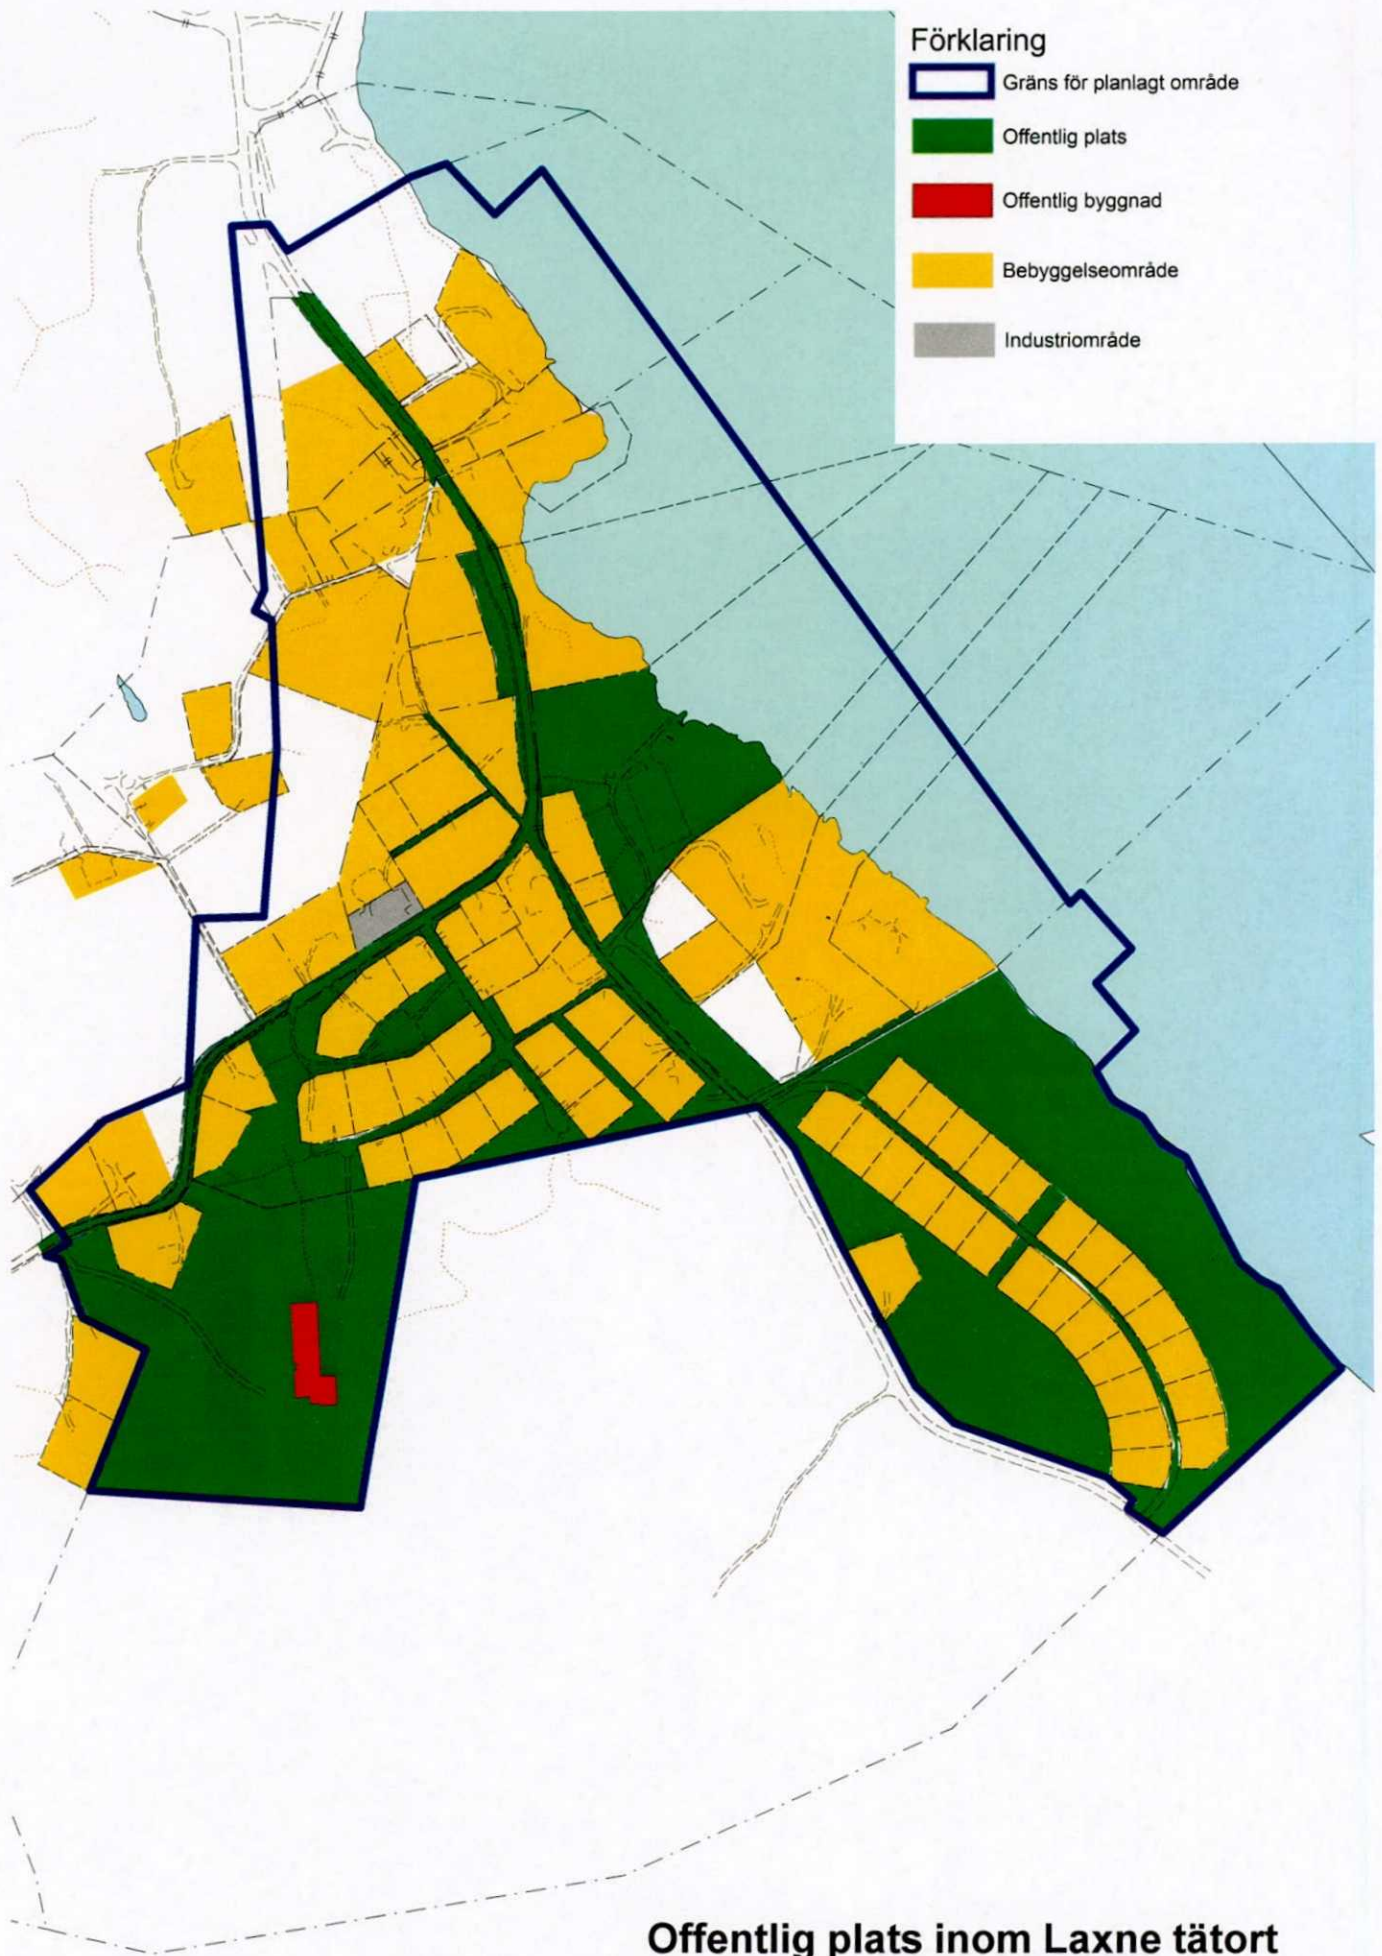 Förklaring
Gräns för planlagt område
Offentlig plats
Offentlig byggnad
Bebyggelseområde
Industriområde
Offentlig plats inom Laxne tätort